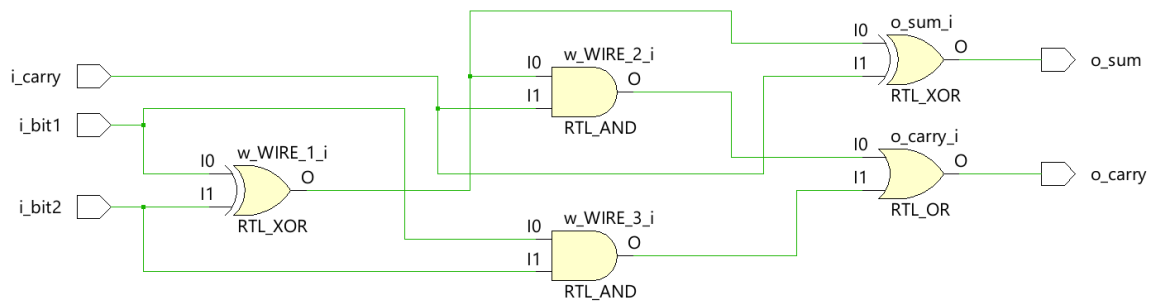 o_sum_i
I0
O
I1
o_sum
RTL_XOR
w_WIRE_2_i
I0
O
I1
RTL_AND
i_carry
i_bit1
o_carry_i
I0
O
I1
o_carry
RTL_OR
w_WIRE_1_i
I0
O
I1
RTL_XOR
i_bit2
w_WIRE_3_i
I0
O
I1
RTL_AND